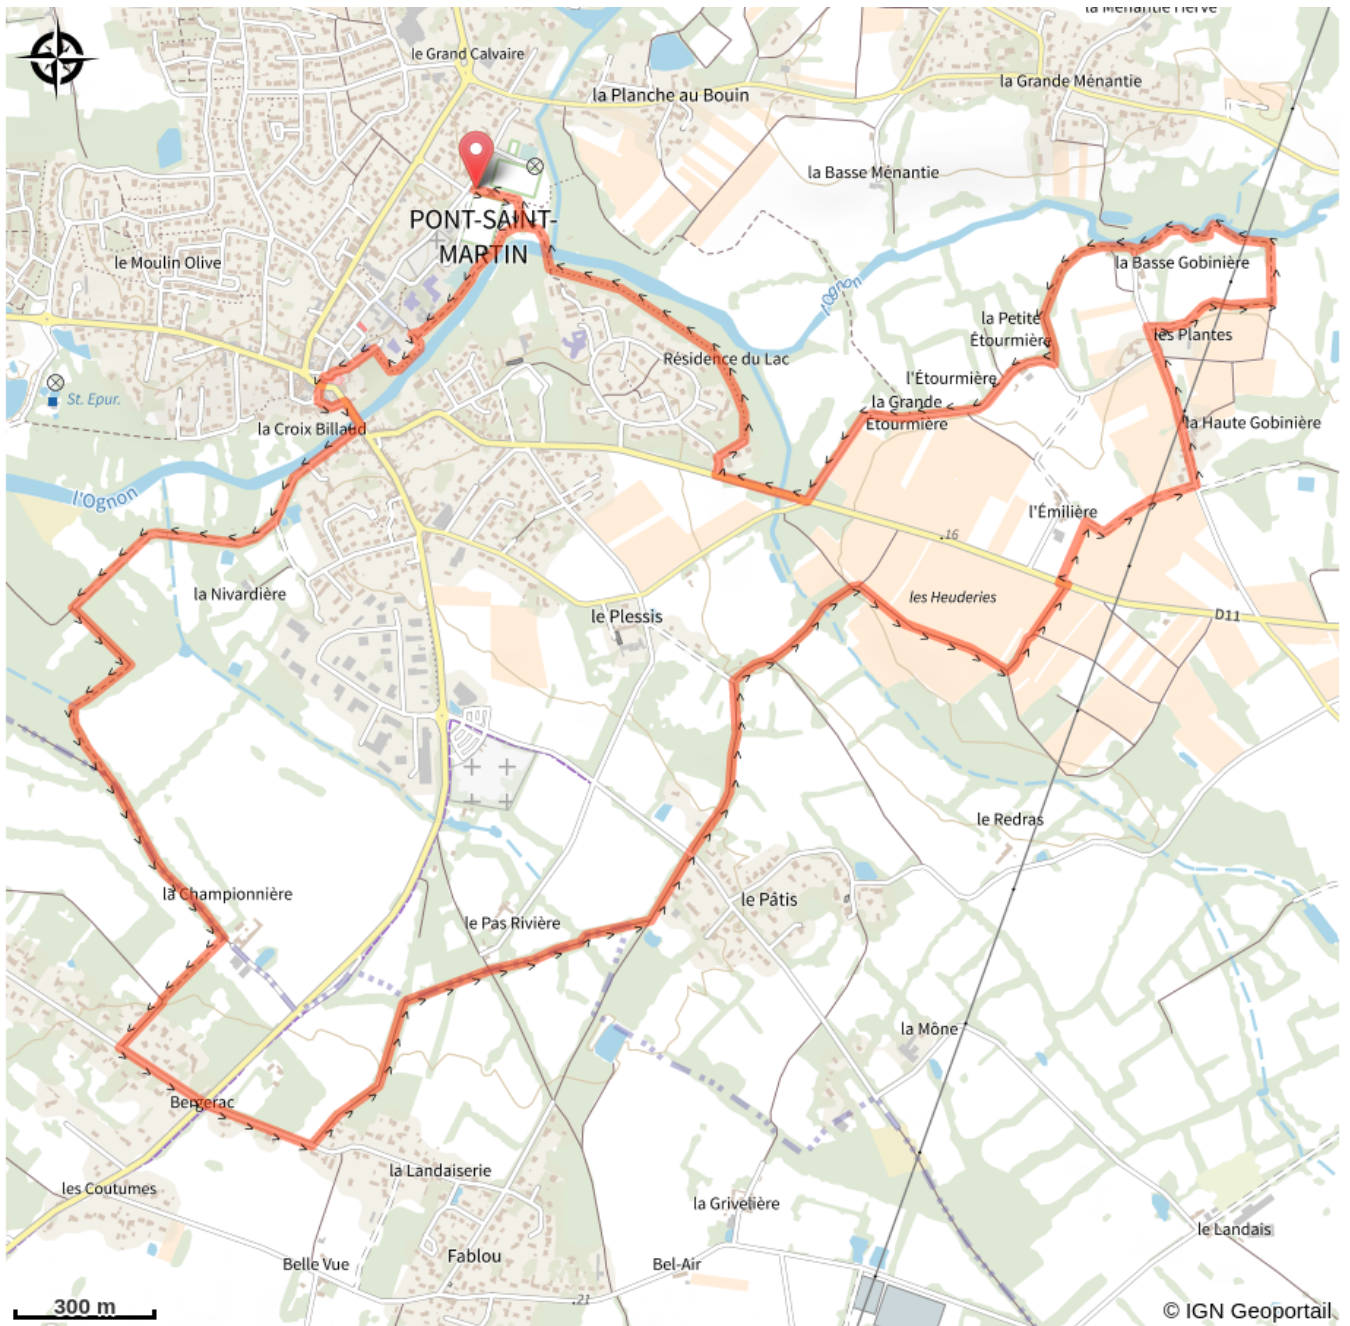 la Ménantie Hervé
le Grand Calvaire
la Grande Ménantie
la Planche au Bouin
la Basse Ménantie
PONT-SAINT-
MARTIN
le Moulin Olive
la Basse Gobinière
l'Ognon
la Petite
Étourmière
les Plantes
Résidence du Lac
l'Étourmière
St. Epur.
la Grande
Étourmière
la Croix Billaud
la Haute Gobinière
l'Ognon
l'Émilière
16
la Nivardière
les Heuderies
le Plessis
D11
le Redras
la Championnière
le Pâtis
le Pas Rivière
la Mône
Bergerac
la Landaiserie
les Coutumes
la Grivelière
le Landais
Fablou
Belle Vue
Bel-Air
21
300 m
© IGN Geoportail